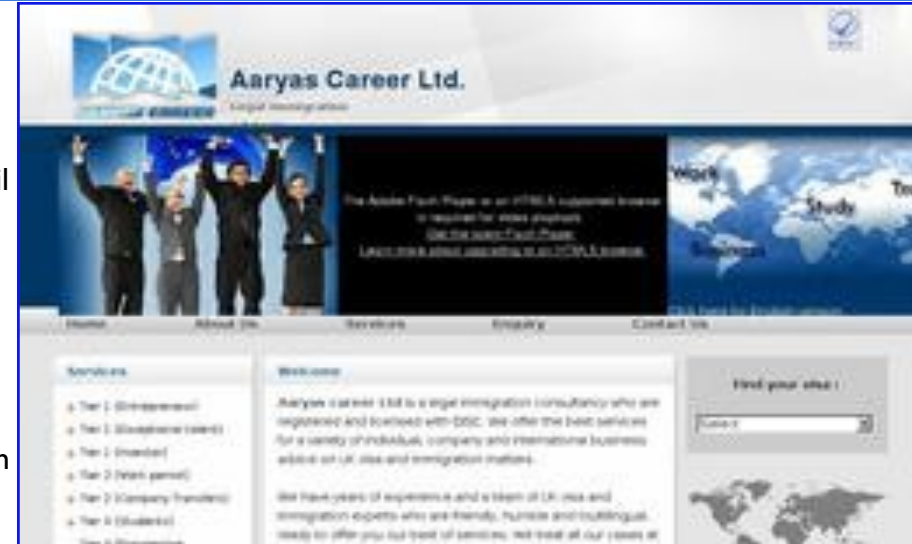 Aaryas Career Ltd.
Legal Immigration
The Adobe Flash Player or an HTML5 supported browser
is required for video playback.
Get the latest Flash Player
Learn more about upgrading to an HTML5 browser
Work
Study
Business
Home About Us Services Enquiry Contact Us
Services
Tier 1 (Entrepreneur)
Tier 1 (Exceptional talent)
Tier 1 (Investor)
Tier 2 (Work permit)
Tier 2 (Company Transfers)
Tier 4 (Students)
Welcome
Aaryas career Ltd is a legal immigration consultancy who are
registered and licensed with OISC. We offer the best services
for a variety of individual, company and international business
advice on UK visa and immigration matters.
We have years of experience and a team of UK visa and
immigration experts who are friendly, humble and multilingual
ready to offer you our best of services. We treat all our cases at
Find your visa :
Select